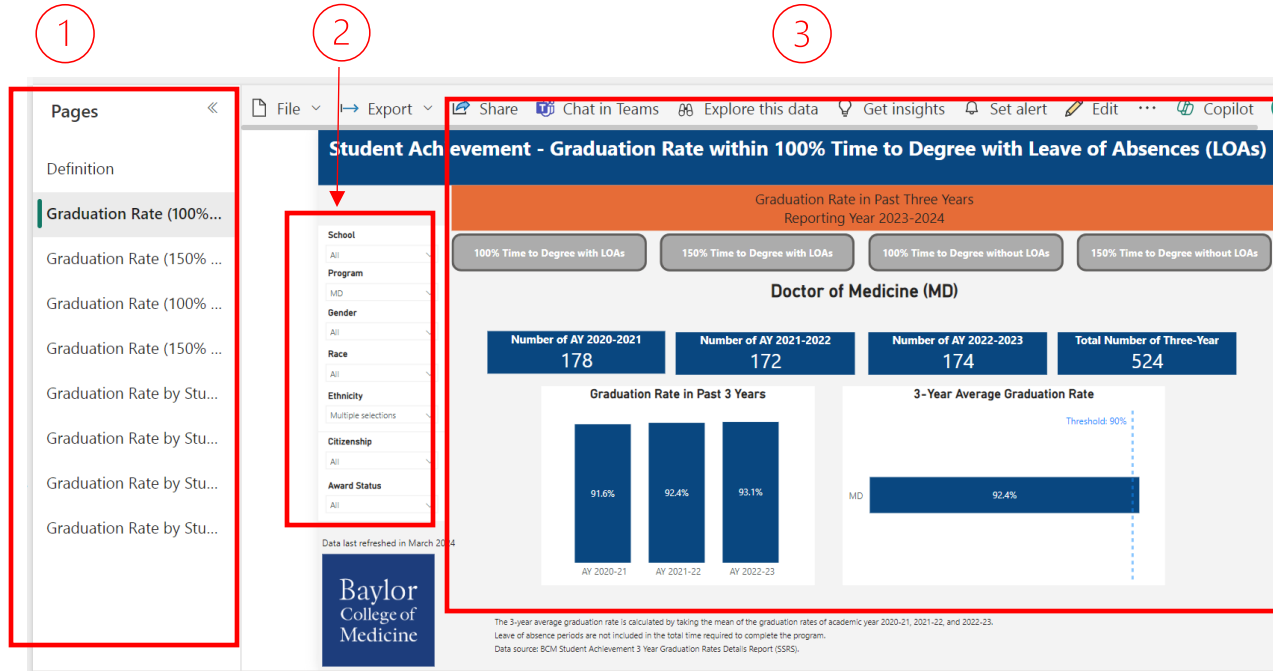 1
2
3
Pages
File
Export
Share
Chat in Teams
Explore this data
Get insights
Set alert
Edit
...
Copilot
Definition
Graduation Rate (100%...
Graduation Rate (150% ...
Graduation Rate (100% ...
Graduation Rate (150% ...
Graduation Rate by Stu...
Graduation Rate by Stu...
Graduation Rate by Stu...
Graduation Rate by Stu...
Student Achievement - Graduation Rate within 100% Time to Degree with Leave of Absences (LOAs)
Graduation Rate in Past Three Years
Reporting Year 2023-2024
School
All
Program
MD
Gender
All
Race
All
Ethnicity
Multiple selections
Citizenship
All
Award Status
All
Data last refreshed in March 2024
Baylor
College of
Medicine
100% Time to Degree with LOAs
150% Time to Degree with LOAs
100% Time to Degree without LOAs
150% Time to Degree without LOAs
Doctor of Medicine (MD)
Number of AY 2020-2021
178
Number of AY 2021-2022
172
Number of AY 2022-2023
174
Total Number of Three-Year
524
Graduation Rate in Past 3 Years
91.6%
92.4%
93.1%
AY 2020-21
AY 2021-22
AY 2022-23
3-Year Average Graduation Rate
Threshold: 90%
MD
92.4%
The 3-year average graduation rate is calculated by taking the mean of the graduation rates of academic year 2020-21, 2021-22, and 2022-23.
Leave of absence periods are not included in the total time required to complete the program.
Data source: BCM Student Achievement 3 Year Graduation Rates Details Report (SSRS).